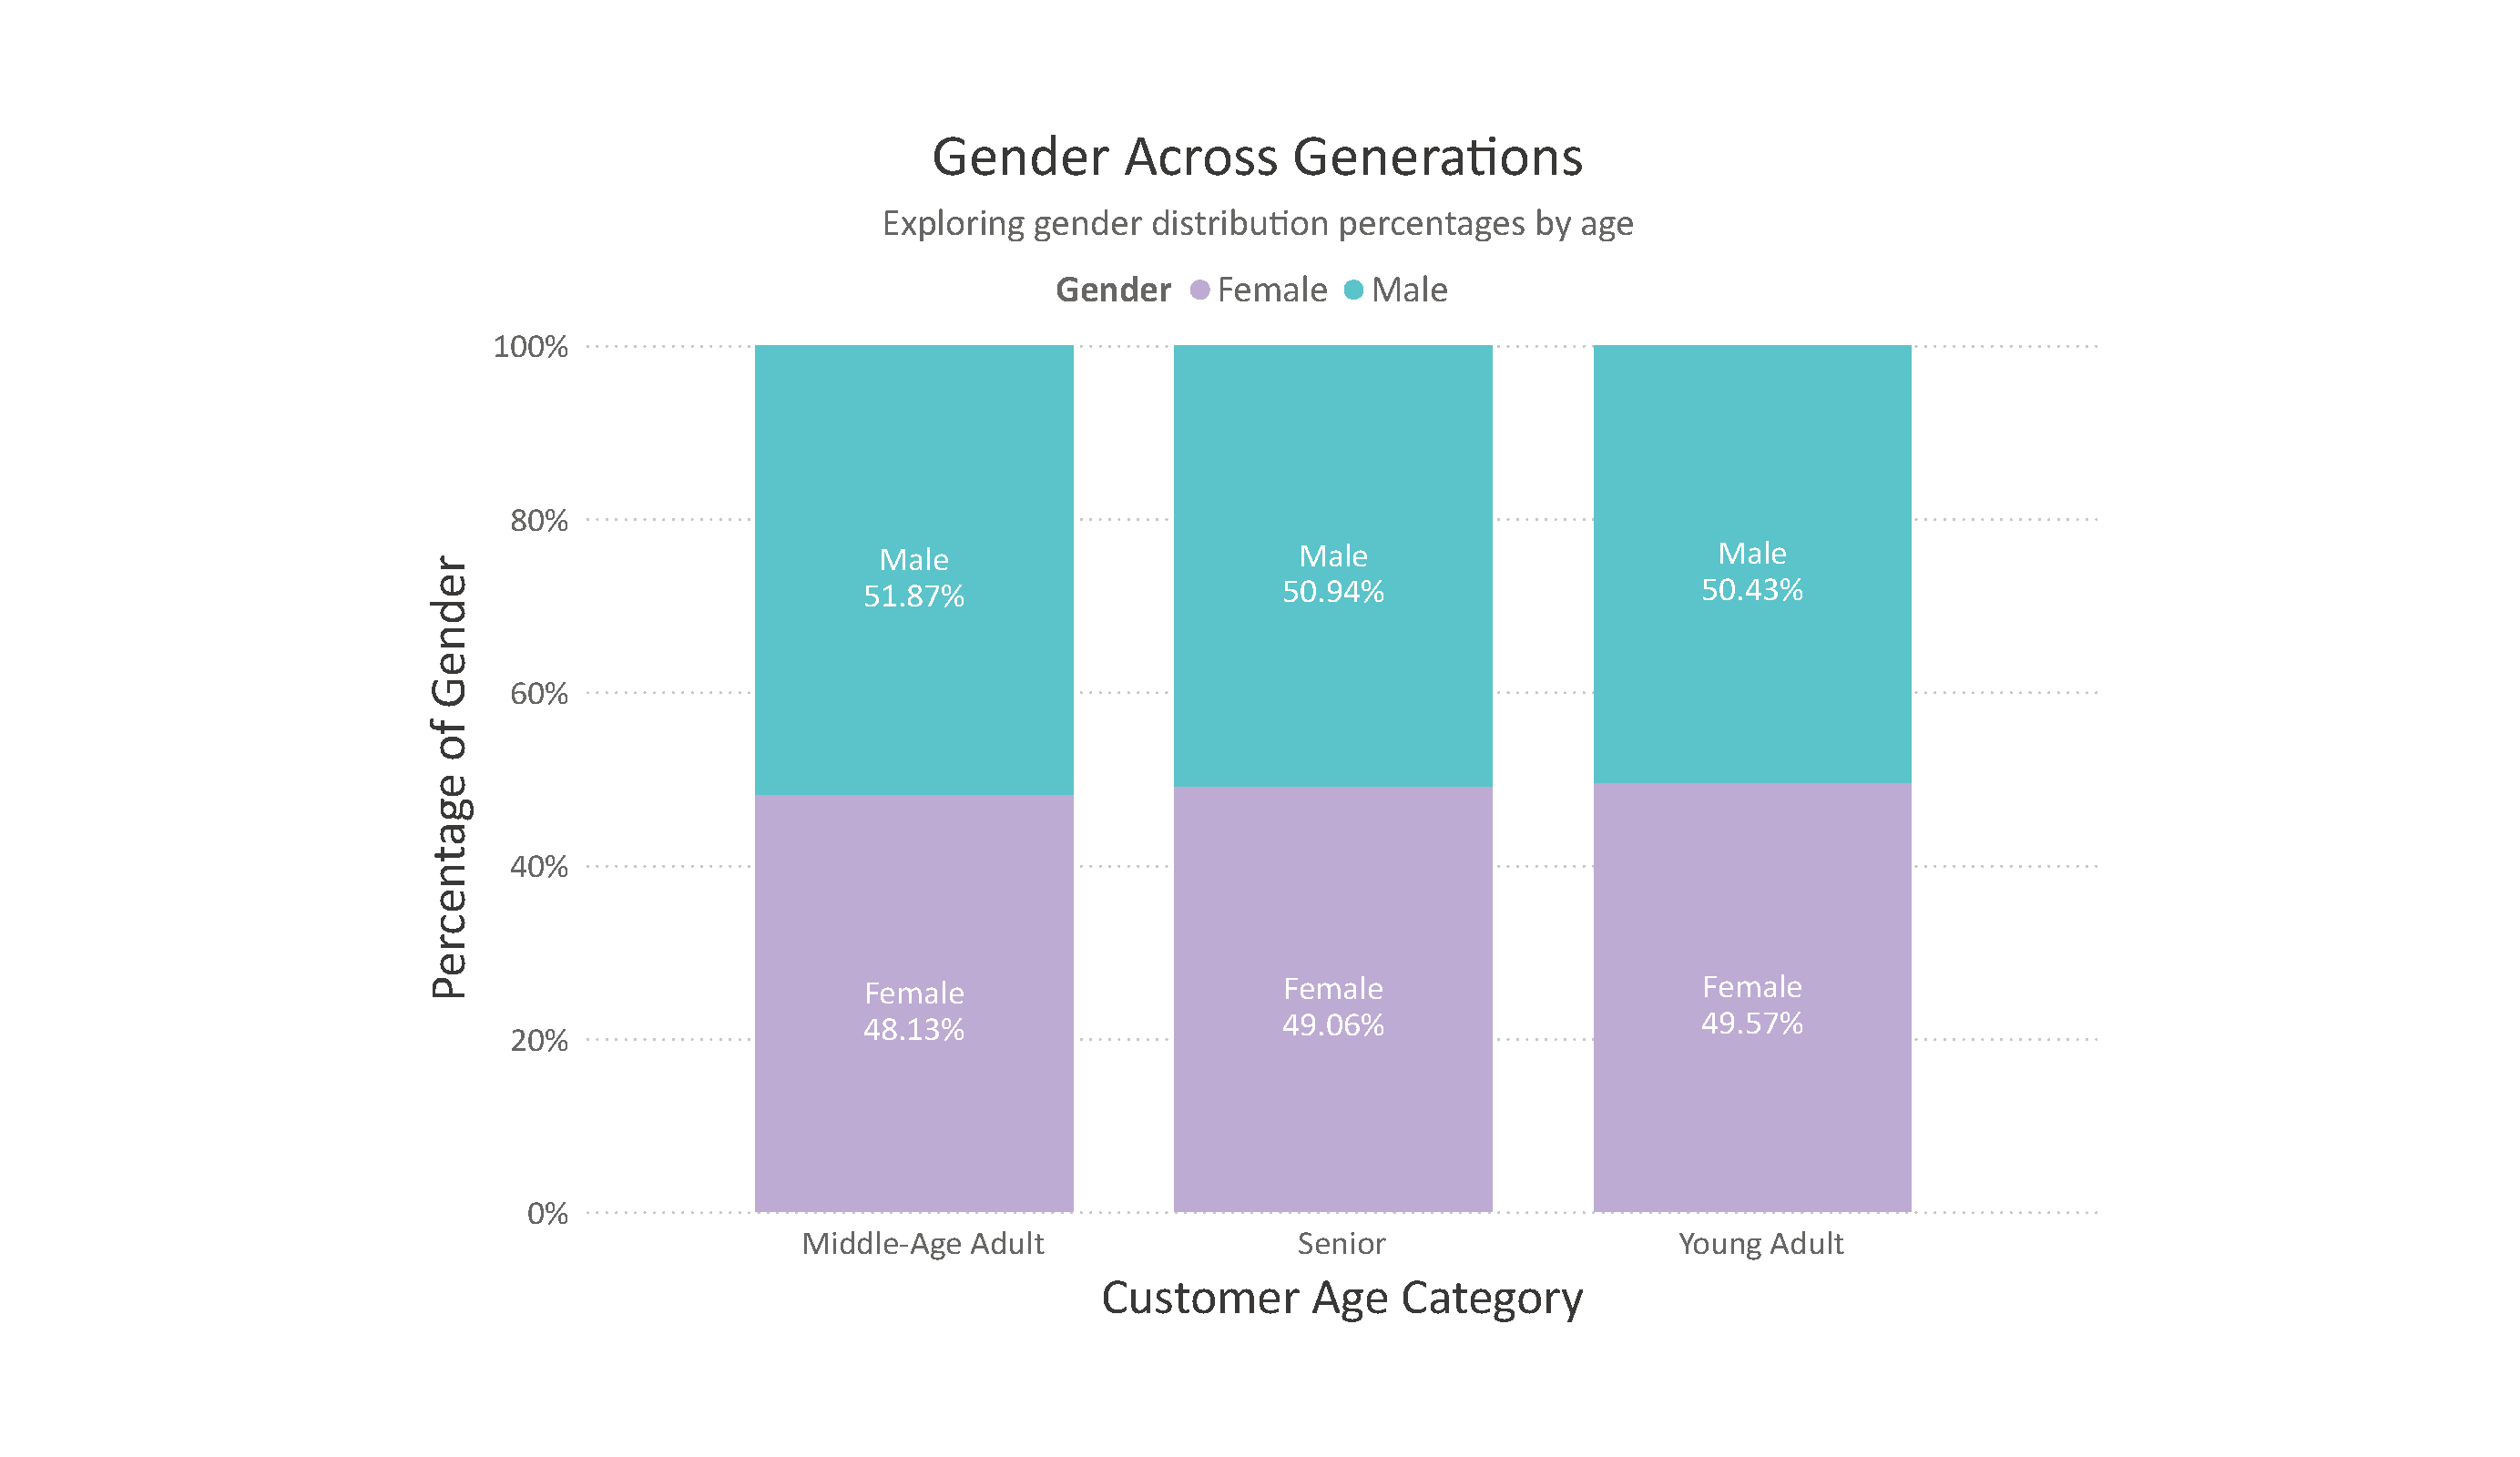 Gender Across Generations
Exploring gender distribution percentages by age
Gender Female Male
100%
80%
60%
40%
20%
0%
Percentage of Gender
Male
51.87%
Female
48.13%
Male
50.94%
Female
49.06%
Male
50.43%
Female
49.57%
Middle-Age Adult
Senior
Young Adult
Customer Age Category